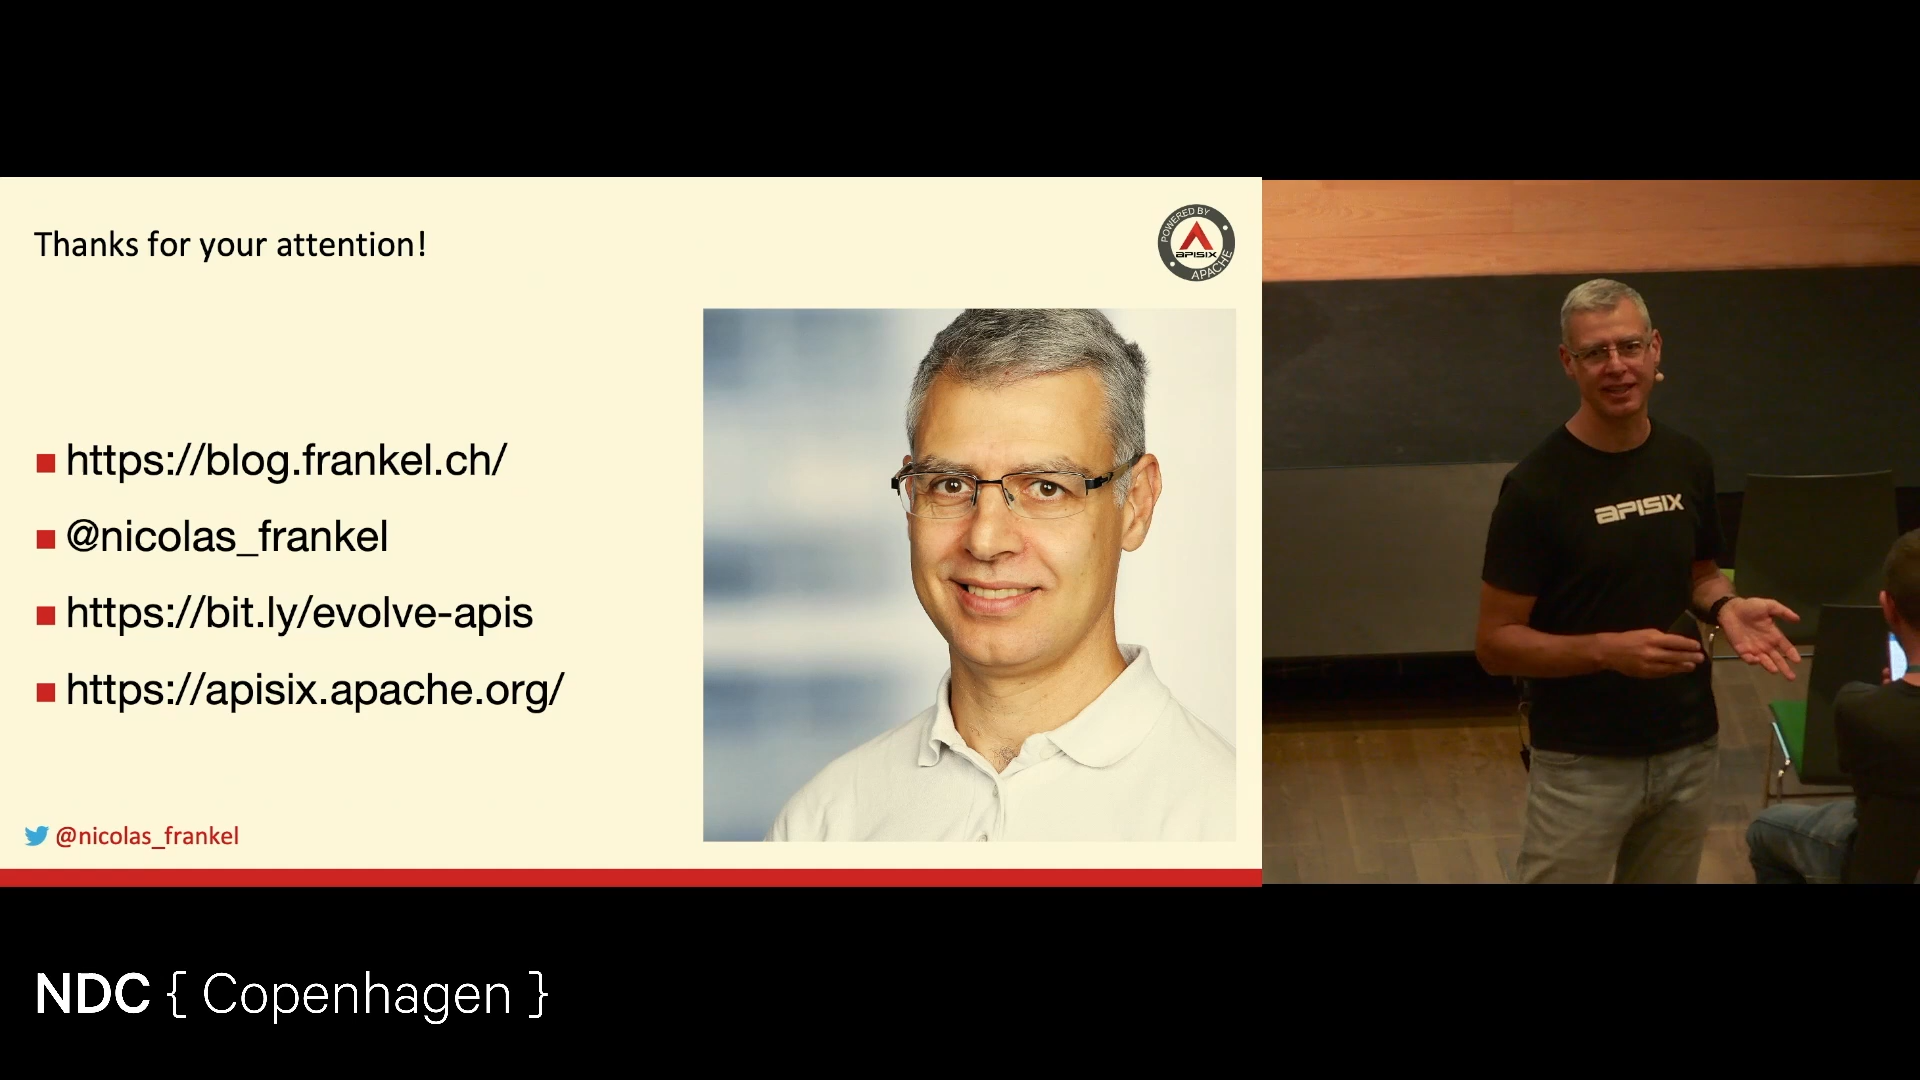 Thanks for your attention!
POWERED BY
APISIX
APACHE
https://blog.frankel.ch/
@nicolas_frankel
https://bit.ly/evolve-apis
https://apisix.apache.org/
@nicolas_frankel
APISIX
NDC { Copenhagen }